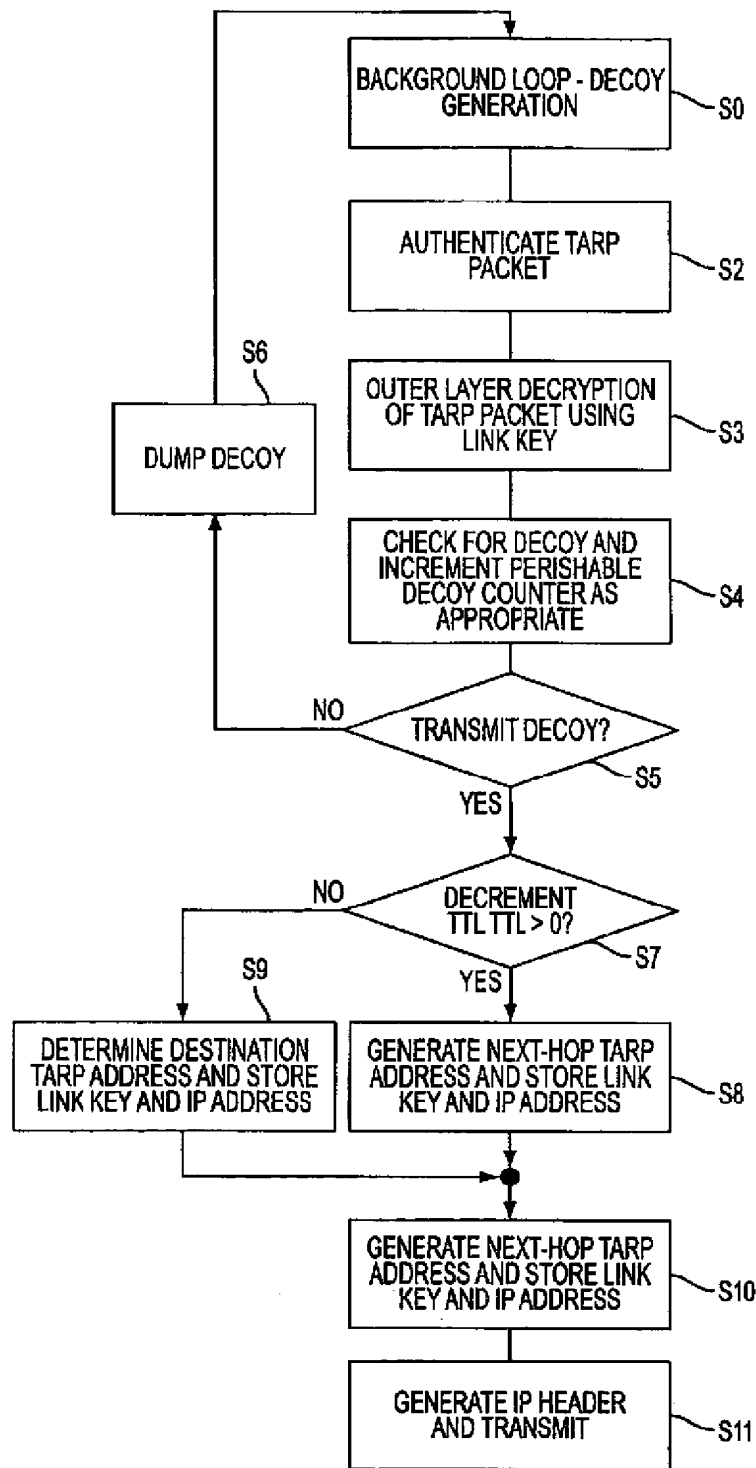 BACKGROUND LOOP - DECOY
GENERATION
S0
AUTHENTICATE TARP
PACKET
S2
OUTER LAYER DECRYPTION
OF TARP PACKET USING
LINK KEY
S3
S6
DUMP DECOY
CHECK FOR DECOY AND
INCREMENT PERISHABLE
DECOY COUNTER AS
APPROPRIATE
S4
NO
TRANSMIT DECOY?
S5
YES
NO
DECREMENT
TTL TTL > 0?
S7
YES
S9
DETERMINE DESTINATION
TARP ADDRESS AND STORE
LINK KEY AND IP ADDRESS
GENERATE NEXT-HOP TARP
ADDRESS AND STORE LINK
KEY AND IP ADDRESS
S8
GENERATE NEXT-HOP TARP
ADDRESS AND STORE LINK
KEY AND IP ADDRESS
S10
GENERATE IP HEADER
AND TRANSMIT
S11